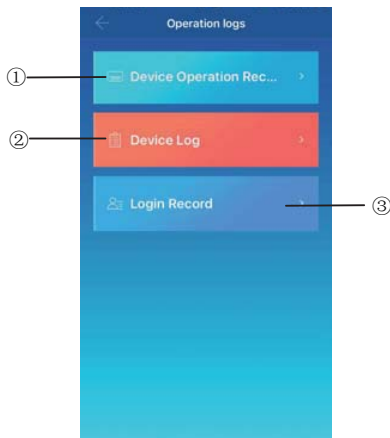 Operation logs
① Device Operation Rec...
② Device Log
Login Record ③